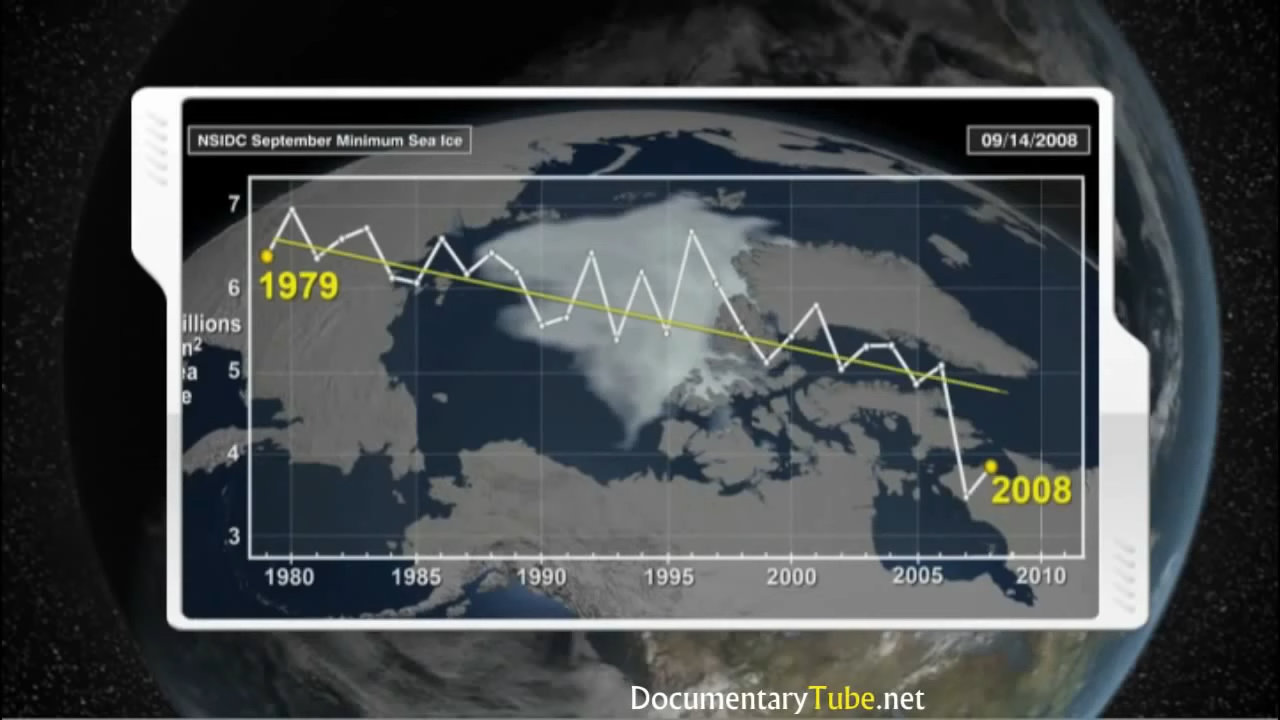 NSIDC September Minimum Sea Ice
09/14/2008
7
1979
6
illions
5
4
2008
3
1980 1985 1990 1995 2000 2005 2010
DocumentaryTube.net